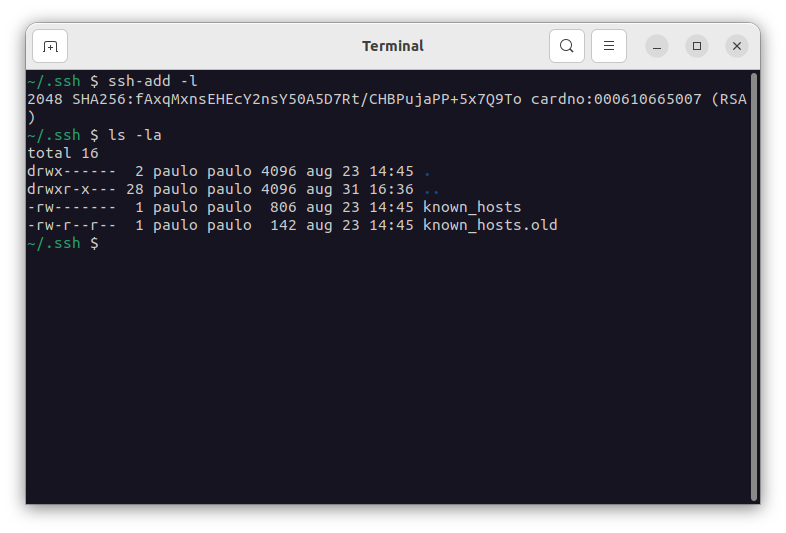 Terminal
~/.ssh $ ssh-add -l
2048 SHA256:fAxqMxnsEHEcY2nsY50A5D7Rt/CHBPujaPP+5x7Q9To cardno:000610665007 (RSA
)
~/.ssh $ ls -la
total 16
drwx------  2 paulo paulo 4096 aug 23 14:45 .
drwxr-x--- 28 paulo paulo 4096 aug 31 16:36 ..
-rw-------  1 paulo paulo  806 aug 23 14:45 known_hosts
-rw-r--r--  1 paulo paulo  142 aug 23 14:45 known_hosts.old
~/.ssh $